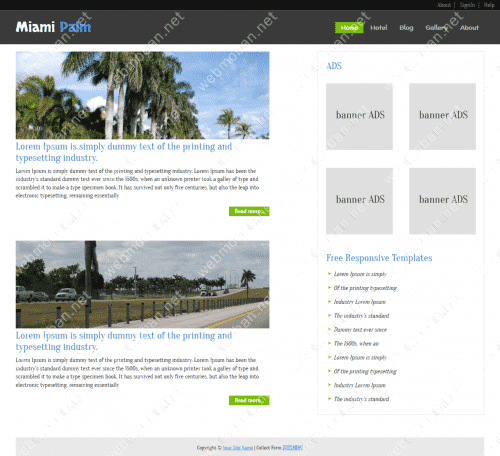 About | SignIn | Help
Miami Palm
Home Hotel Blog Gallery About
Lorem Ipsum is simply dummy text of the printing and
typesetting industry.
Lorem Ipsum is simply dummy text of the printing and typesetting industry. Lorem Ipsum has been the
industry's standard dummy text ever since the 1500s, when an unknown printer took a galley of type and
scrambled it to make a type specimen book. It has survived not only five centuries, but also the leap into
electronic typesetting, remaining essentially
Read more
Lorem Ipsum is simply dummy text of the printing and
typesetting industry.
Lorem Ipsum is simply dummy text of the printing and typesetting industry. Lorem Ipsum has been the
industry's standard dummy text ever since the 1500s, when an unknown printer took a galley of type and
scrambled it to make a type specimen book. It has survived not only five centuries, but also the leap into
electronic typesetting, remaining essentially
Read more
ADS
banner ADS banner ADS
banner ADS banner ADS
Free Responsive Templates
Lorem Ipsum is simply
Of the printing typesetting
Industry Lorem Ipsum
The industry's standard
Dummy text ever since
The 1500s, when an
Lorem Ipsum is simply
Of the printing typesetting
Industry Lorem Ipsum
The industry's standard
Copyright © Your Site Name | Collect from
webmoban.net